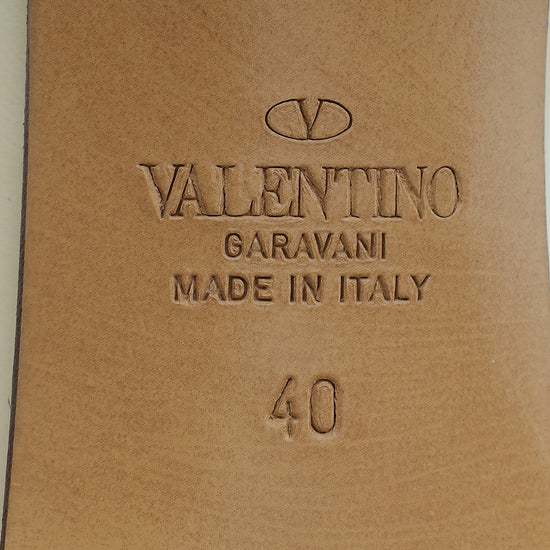 V
VALENTINO
GARAVANI
MADE IN ITALY
40